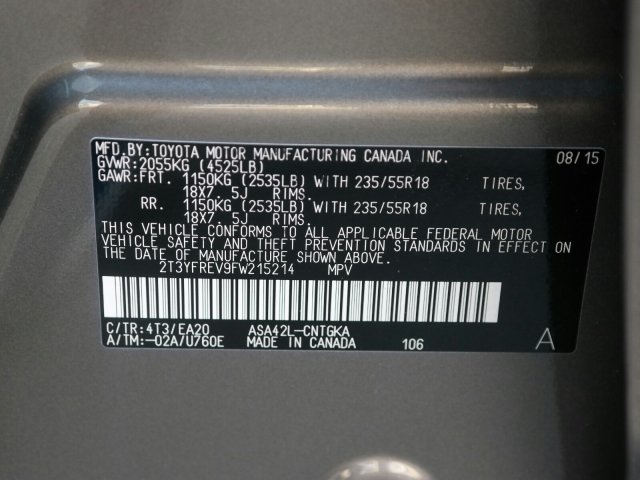 MFD.BY:TOYOTA MOTOR MANUFACTURING CANADA INC. 08/15
GVWR:2055KG (4525LB)
GAWR:FRT. 1150KG (2535LB) WITH 235/55R18 TIRES,
18X7. 5J RIMS.
RR. 1150KG (2535LB) WITH 235/55R18 TIRES,
18X7. 5J RIMS.
THIS VEHICLE CONFORMS TO ALL APPLICABLE FEDERAL MOTOR
VEHICLE SAFETY AND THEFT PREVENTION STANDARDS IN EFFECT ON
THE DATE OF MANUFACTURE SHOWN ABOVE.
2T3YFREV9FW215214 MPV
C/TR:4T3/EA20 ASA42L-CNTGKA
A/TM:-02A/U760E MADE IN CANADA 106 A